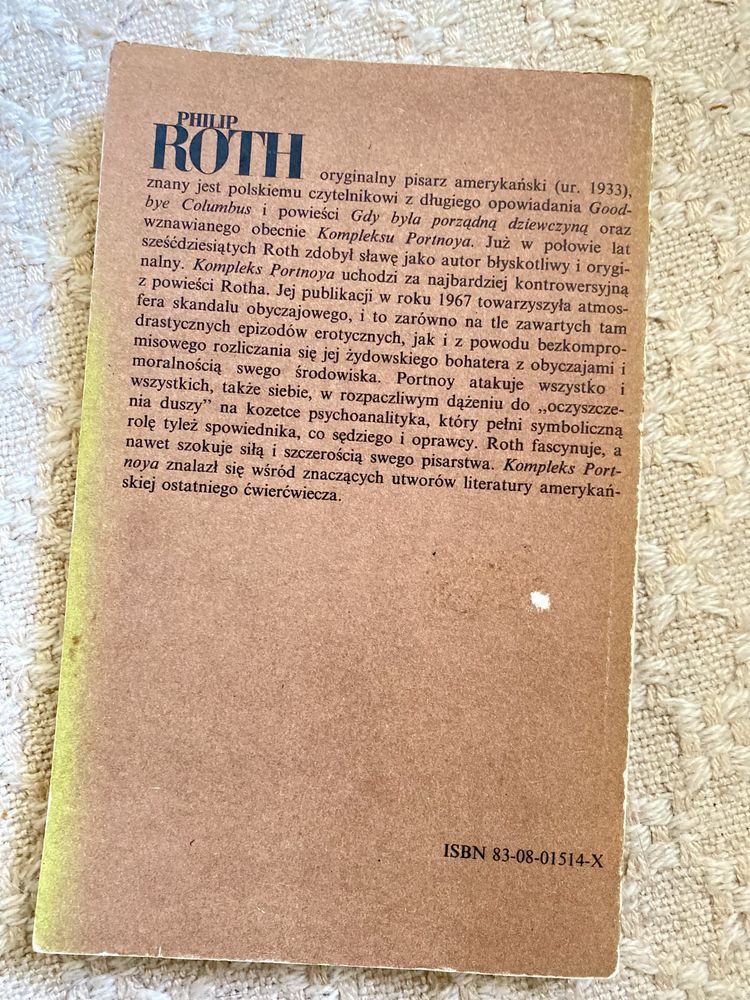 PHILIP
ROTH oryginalny pisarz amerykański (ur. 1933),
znany jest polskiemu czytelnikowi z długiego opowiadania Good-
bye Columbus i powieści Gdy była porządną dziewczyną oraz
wznawianego obecnie Kompleksu Portnoya. Już w połowie lat
sześćdziesiątych Roth zdobył sławę jako autor błyskotliwy i orygi-
nalny. Kompleks Portnoya uchodzi za najbardziej kontrowersyjną
z powieści Rotha. Jej publikacji w roku 1967 towarzyszyła atmos-
fera skandalu obyczajowego, i to zarówno na tle zawartych tam
drastycznych epizodów erotycznych, jak i z powodu bezkompro-
misowego rozliczania się jej żydowskiego bohatera z obyczajami i
moralnością swego środowiska. Portnoy atakuje wszystko i
wszystkich, także siebie, w rozpaczliwym dążeniu do „oczyszcze-
nia duszy” na kozetce psychoanalityka, który pełni symboliczną
rolę tyleż spowiednika, co sędziego i oprawcy. Roth fascynuje, a
nawet szokuje siłą i szczerością swego pisarstwa. Kompleks Port-
noya znalazł się wśród znaczących utworów literatury amerykań-
skiej ostatniego ćwierćwiecza.
ISBN 83-08-01514-X